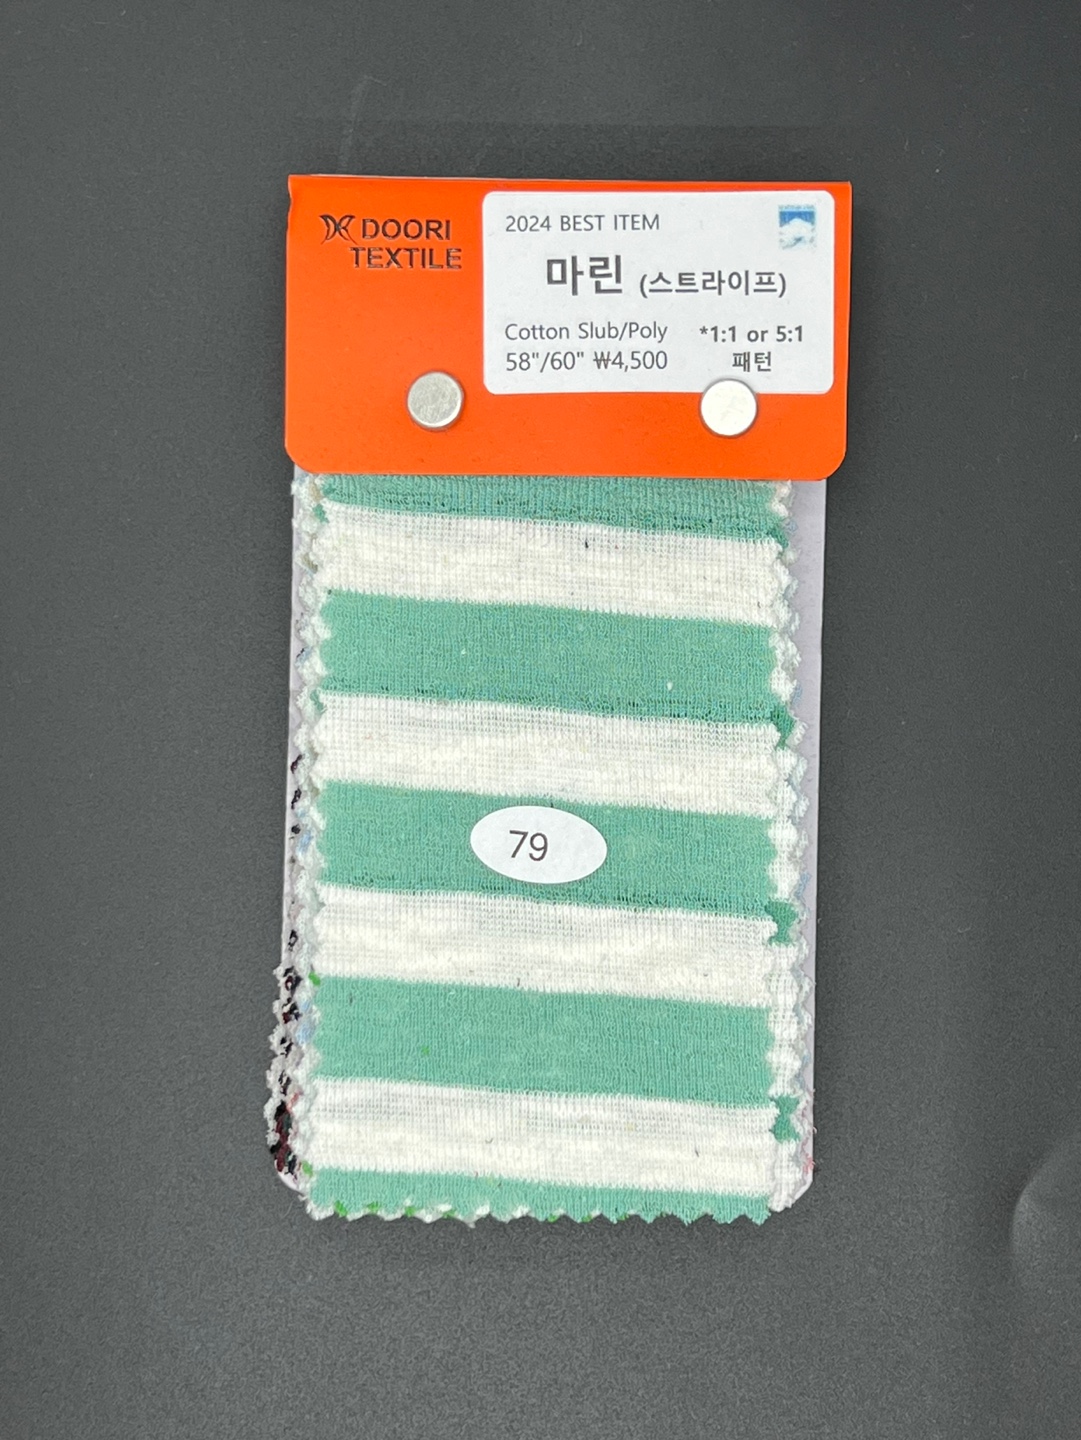 DOORI
TEXTILE
2024 BEST ITEM
마린 (스트라이프)
Cotton Slub/Poly
58"/60" ₩4,500
*1:1 or 5:1
패턴
79